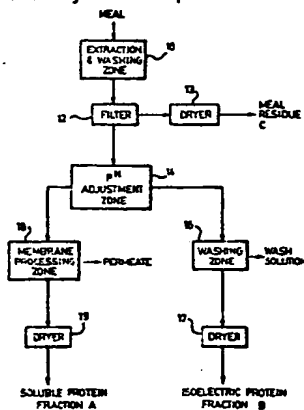 MEAL
10
EXTRACTION
& WASHING
ZONE
12
FILTER
13
DRYER
MEAL
RESIDUE
C
14
pH
ADJUSTMENT
ZONE
18
MEMBRANE
PROCESSING
ZONE
PERMEATE
16
WASHING
ZONE
WASH
SOLUTION
19
DRYER
17
DRYER
SOLUBLE PROTEIN
FRACTION A
ISOELECTRIC PROTEIN
FRACTION B